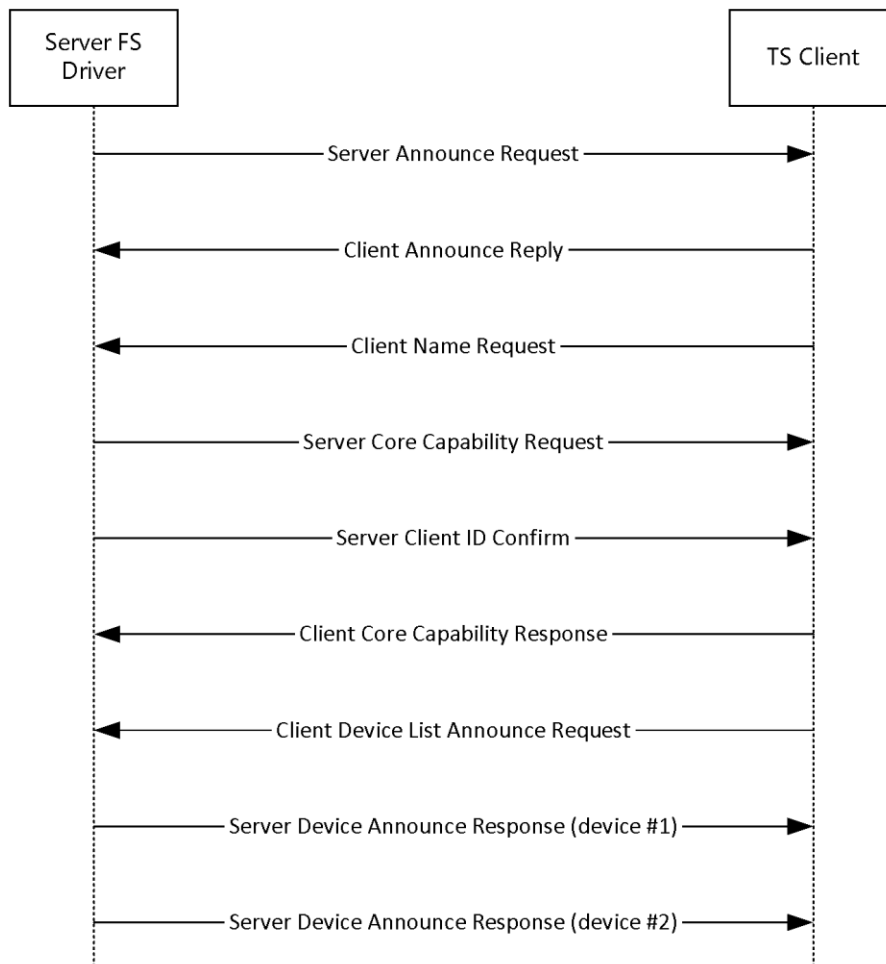 Server FS
Driver
TS Client
Server Announce Request
Client Announce Reply
Client Name Request
Server Core Capability Request
Server Client ID Confirm
Client Core Capability Response
Client Device List Announce Request
Server Device Announce Response (device #1)
Server Device Announce Response (device #2)